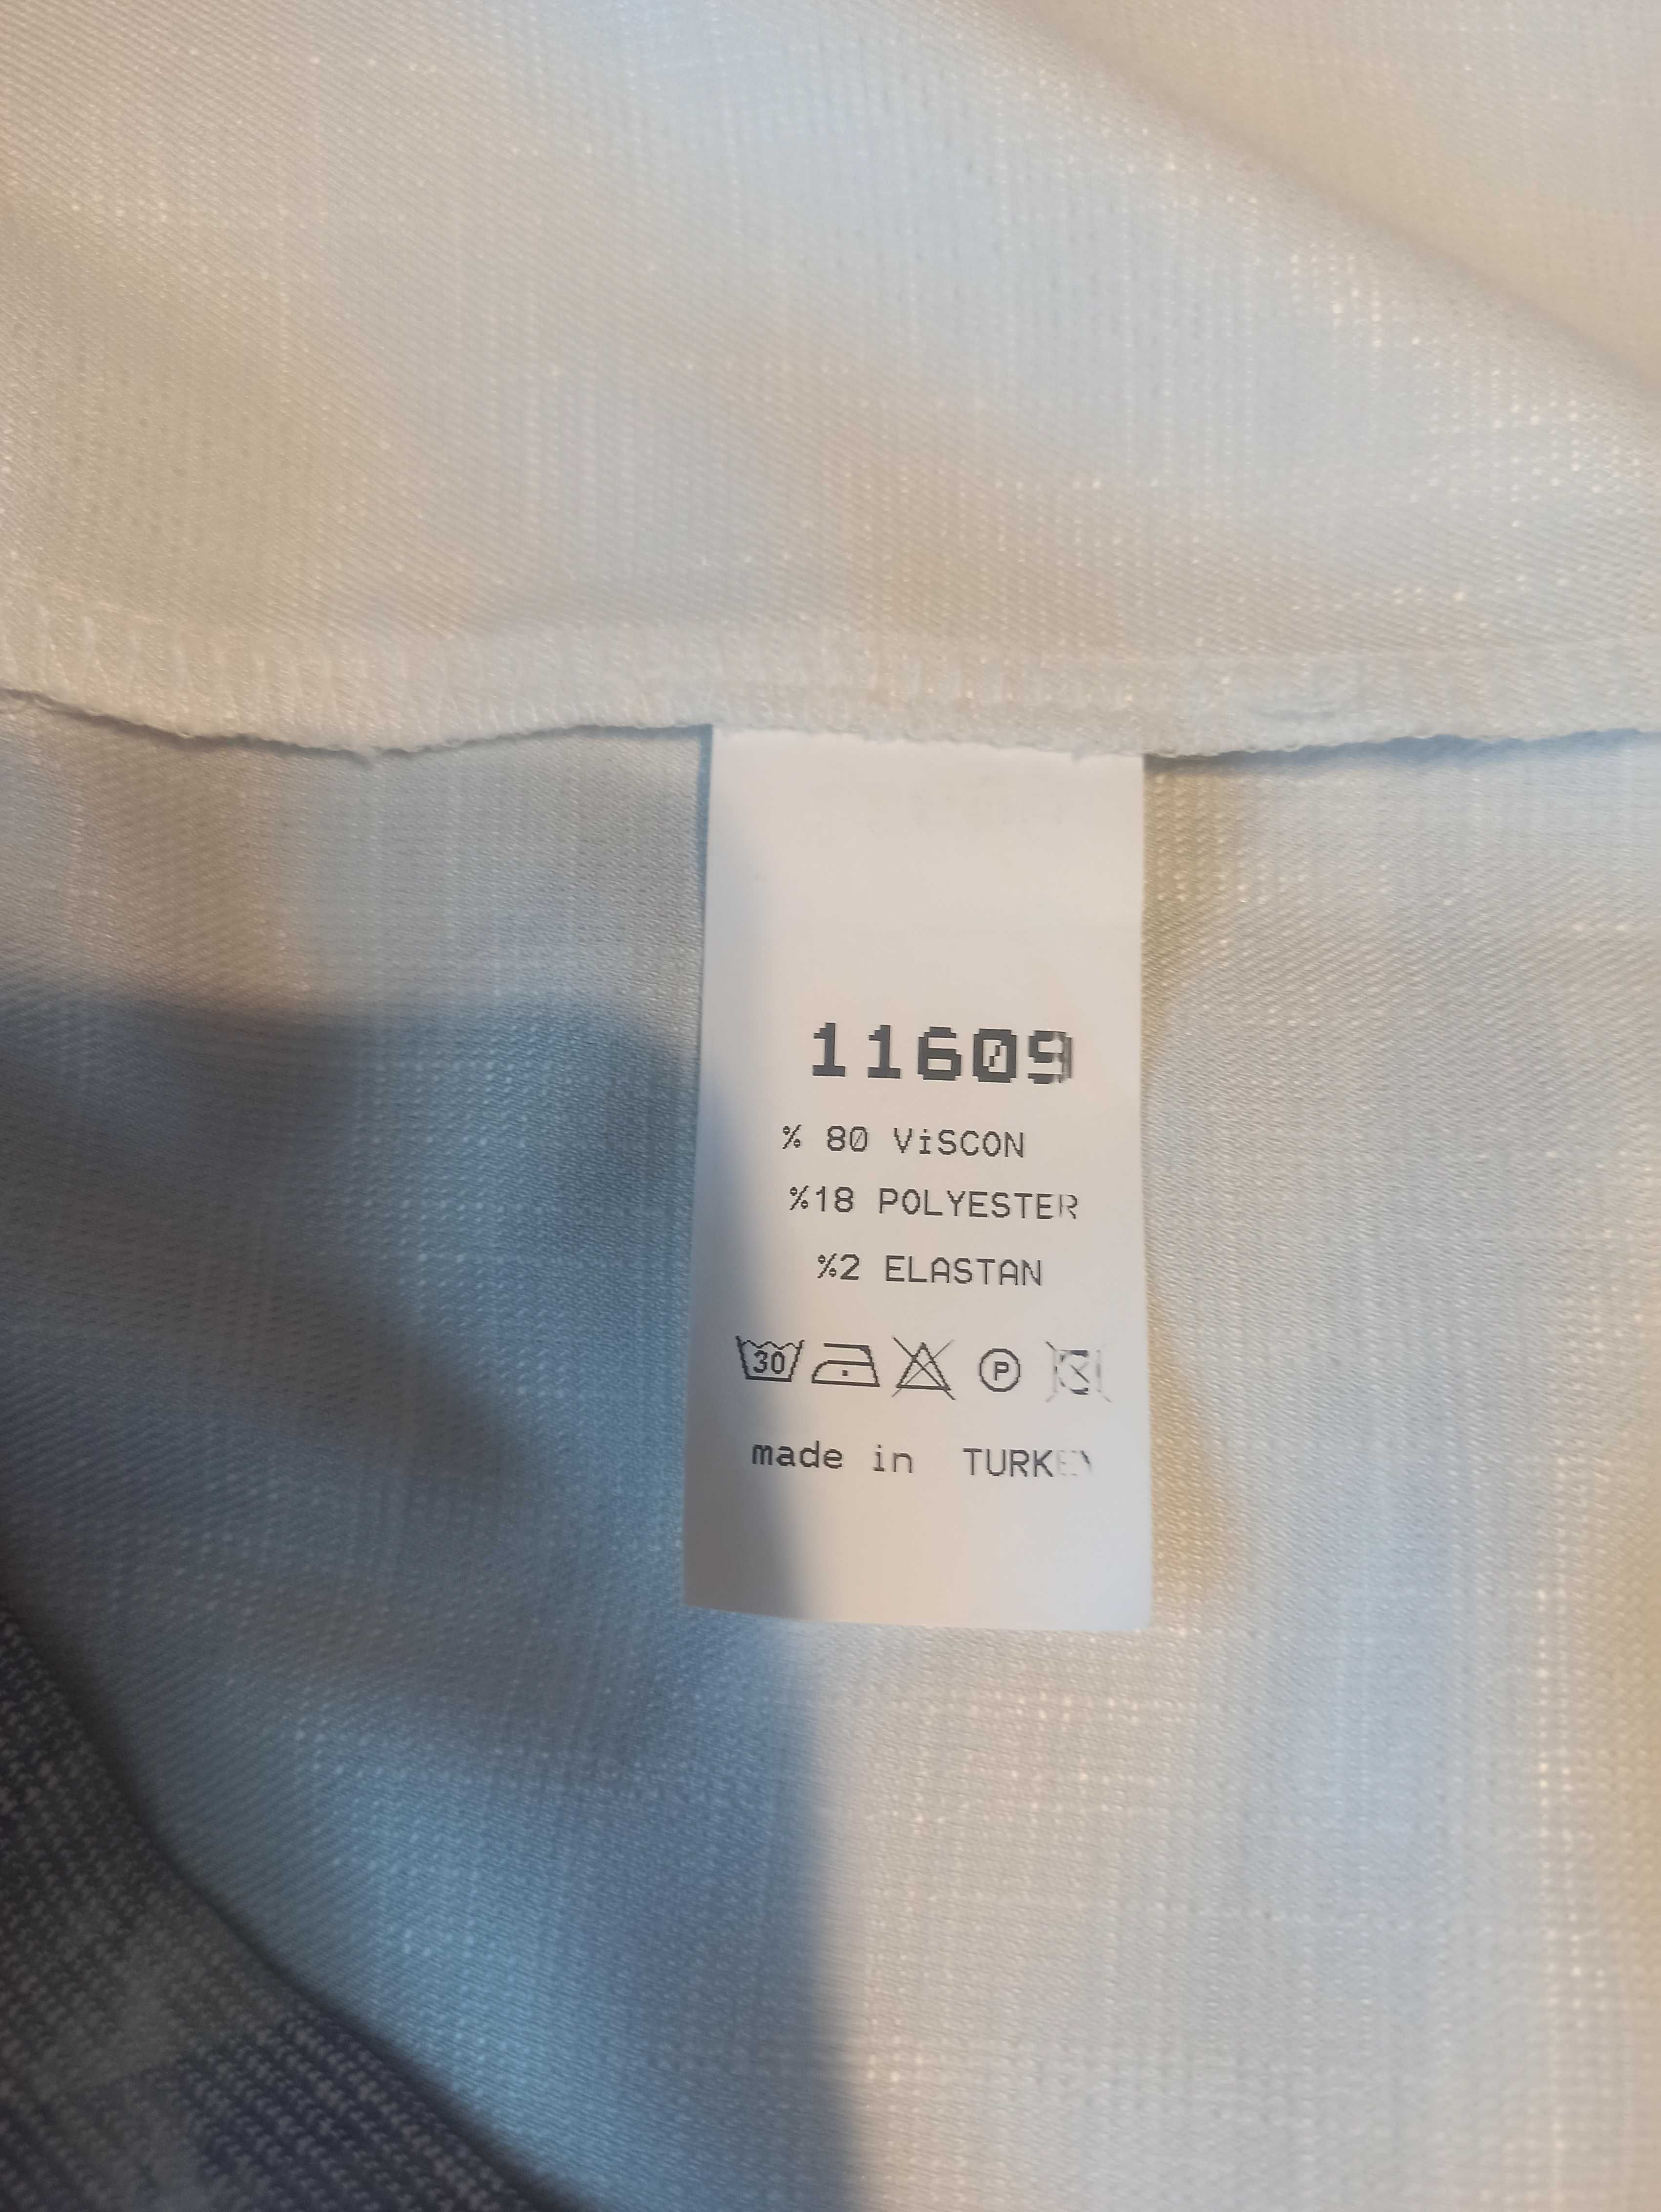 11609
% 80 ViSCON
%18 POLYESTER
%2 ELASTAN
30 P
made in TURKEY